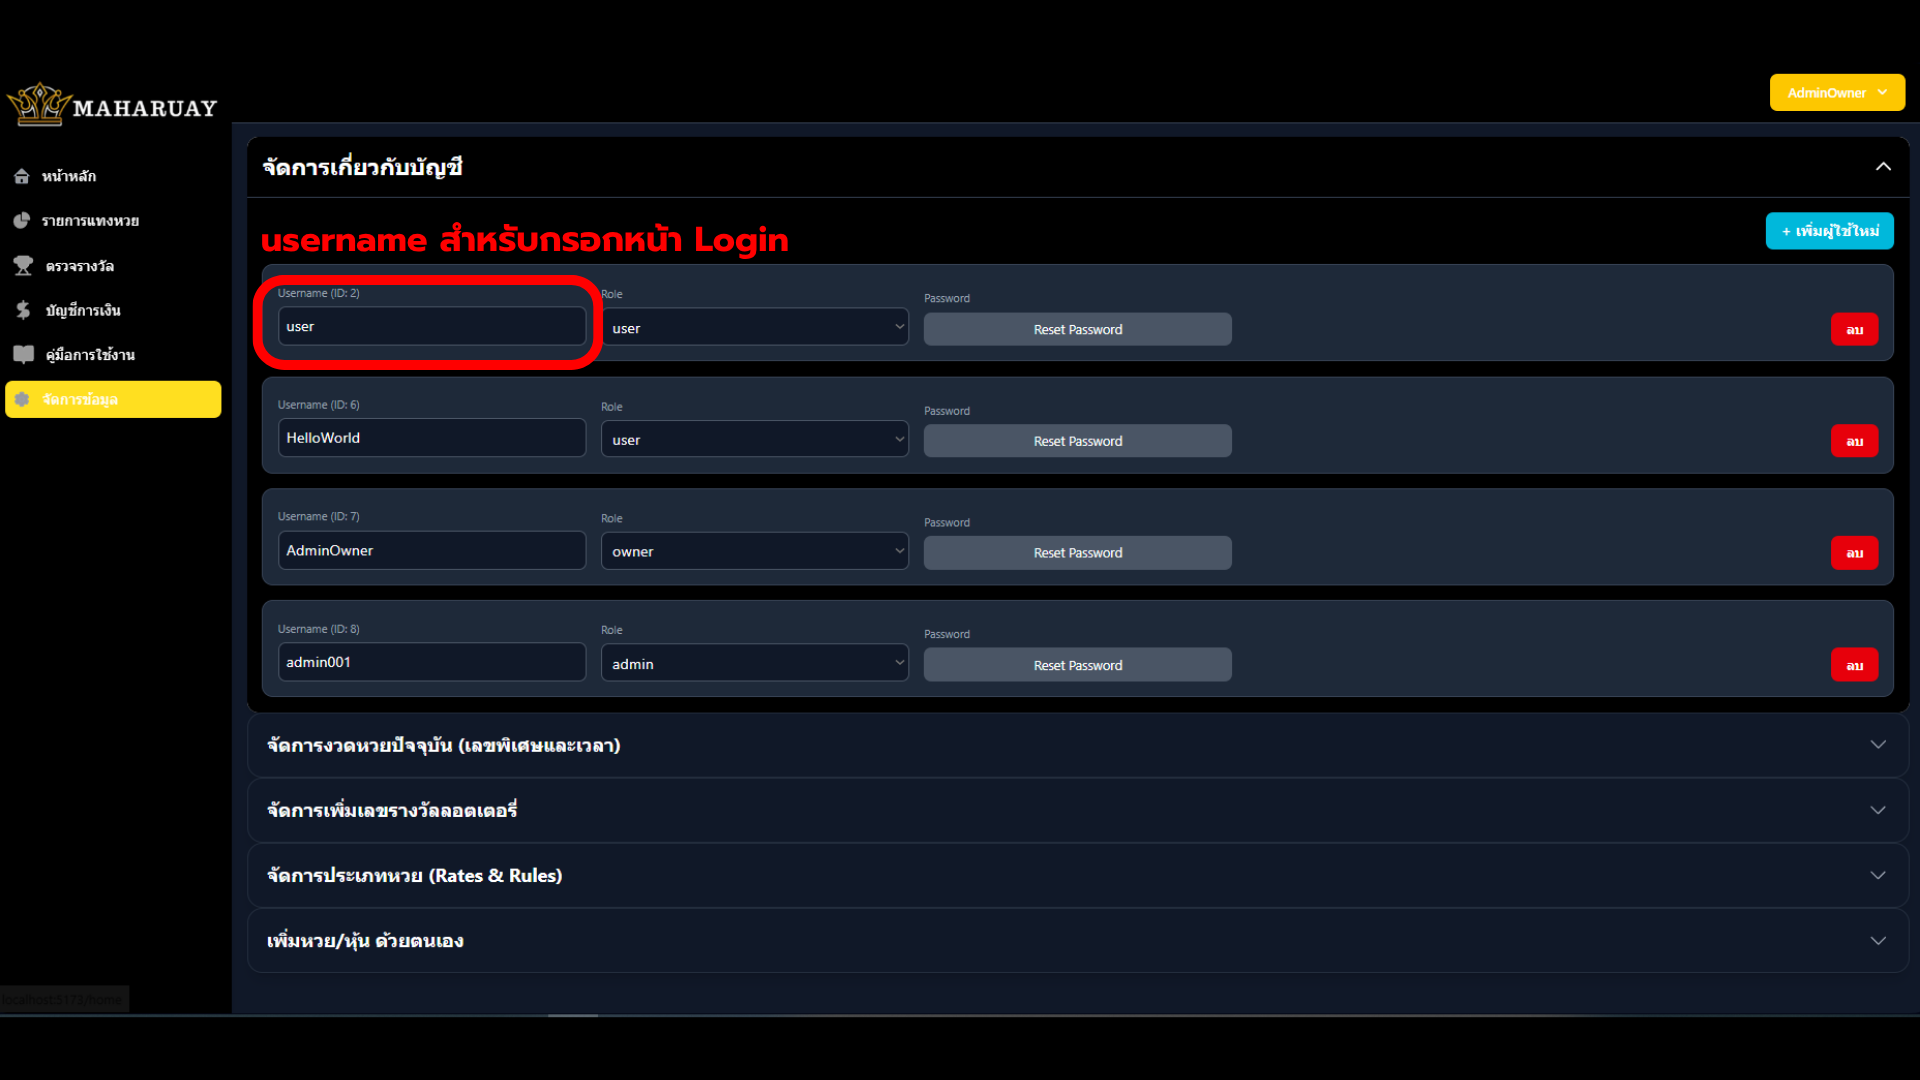 MAHARUAY
AdminOwner
หน้าหลัก
รายการแทงหวย
ตรวจรางวัล
บัญชีการเงิน
คู่มือการใช้งาน
จัดการข้อมูล
จัดการเกี่ยวกับบัญชี
username สำหรับกรอกหน้า Login
+ เพิ่มผู้ใช้ใหม่
Username (ID: 2) Role Password
user user Reset Password ลบ
Username (ID: 6) Role Password
HelloWorld user Reset Password ลบ
Username (ID: 7) Role Password
AdminOwner owner Reset Password ลบ
Username (ID: 8) Role Password
admin001 admin Reset Password ลบ
จัดการงวดหวยปัจจุบัน (เลขพิเศษและเวลา)
จัดการเพิ่มเลขรางวัลลอตเตอรี่
จัดการประเภทหวย (Rates & Rules)
เพิ่มหวย/หุ้น ด้วยตนเอง
localhost:5173/home